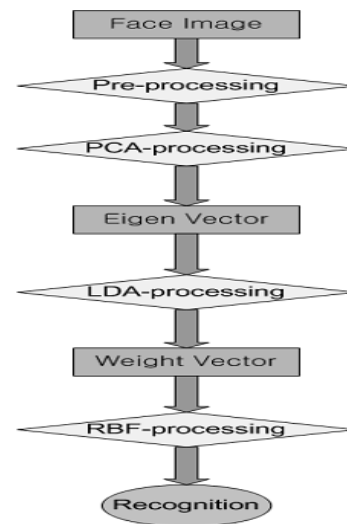 Face Image
Pre-processing
PCA-processing
Eigen Vector
LDA-processing
Weight Vector
RBF-processing
Recognition